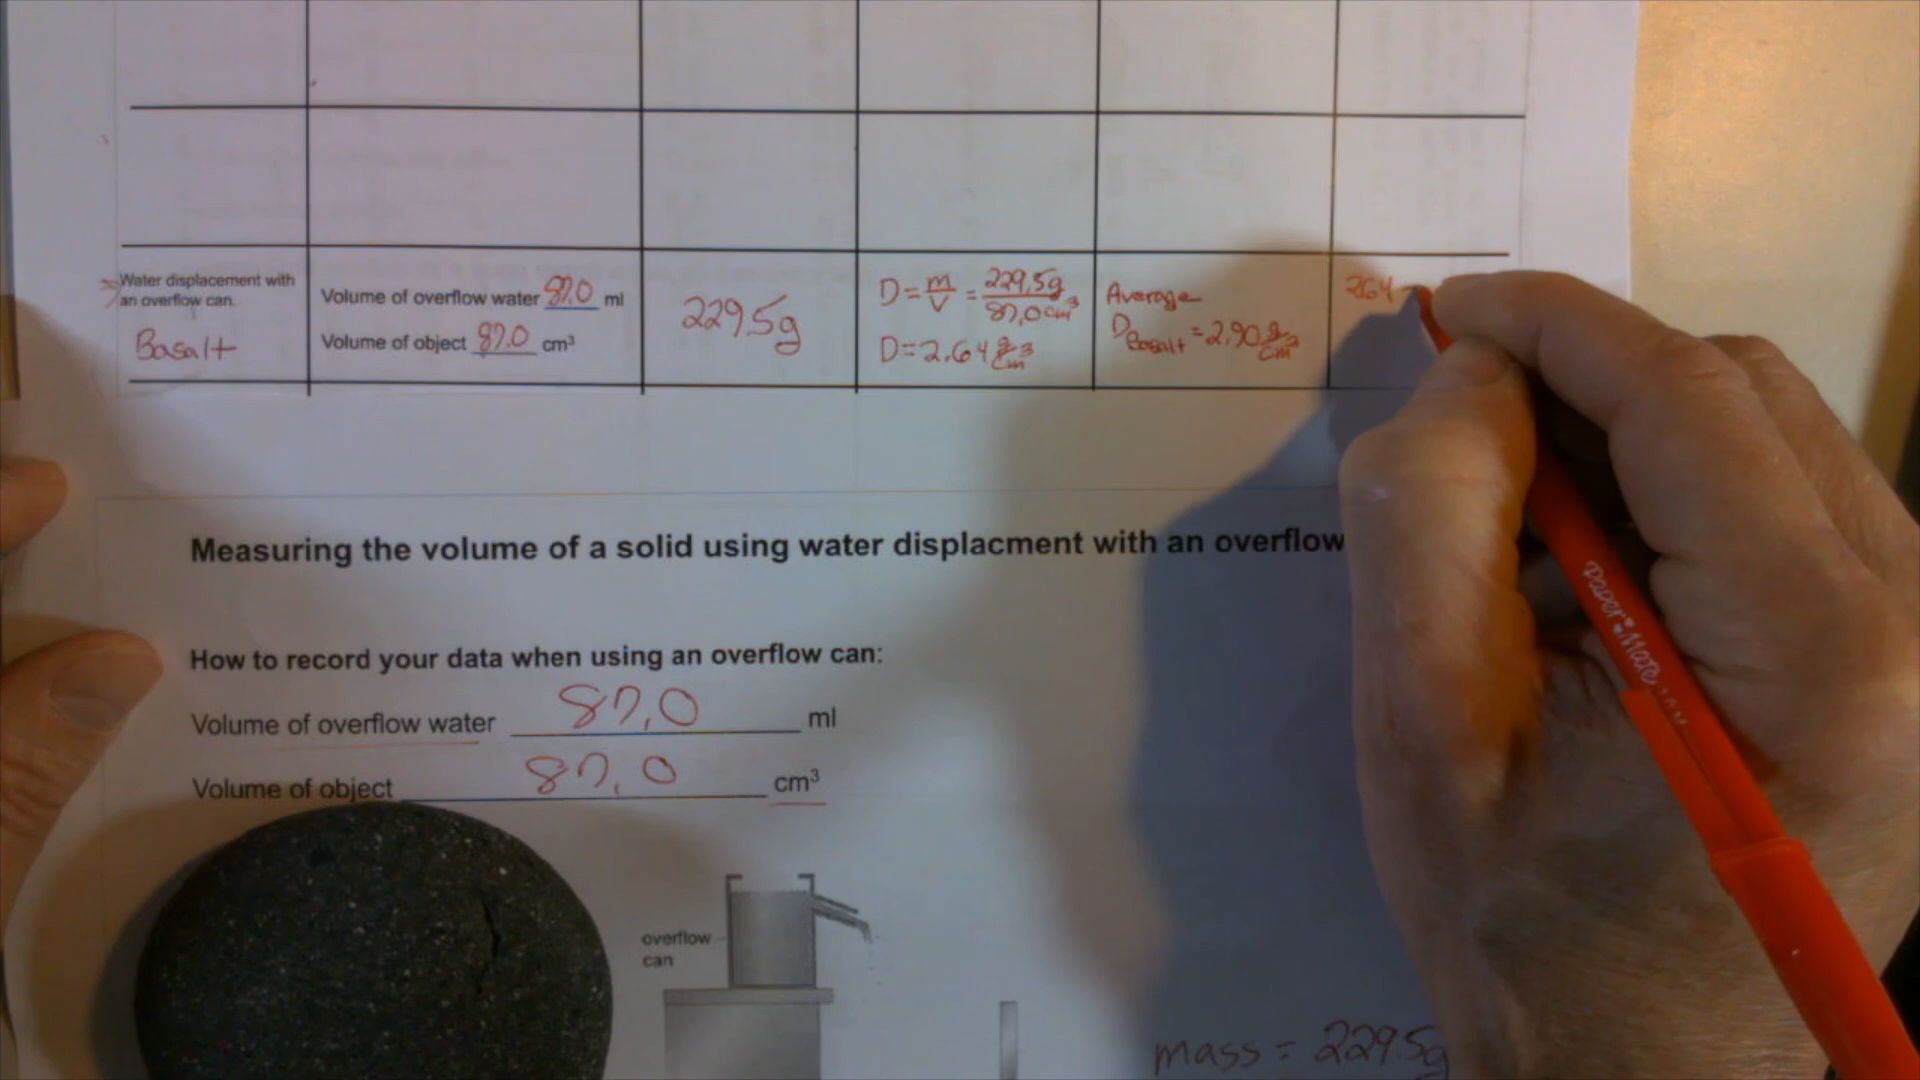 Water displacement with
an overflow can.
Basalt
Volume of overflow water 87.0 ml
Volume of object 87.0 cm³
229.5g
D = m/V = 229.5g/87.0cm³
D = 2.64 g/cm³
Average
D Basalt = 2.90 g/cm³
2.64 -
Measuring the volume of a solid using water displacment with an overflow
How to record your data when using an overflow can:
Volume of overflow water 87.0 ml
Volume of object 87.0 cm³
overflow
can
mass = 229.5g
Paper:Mate